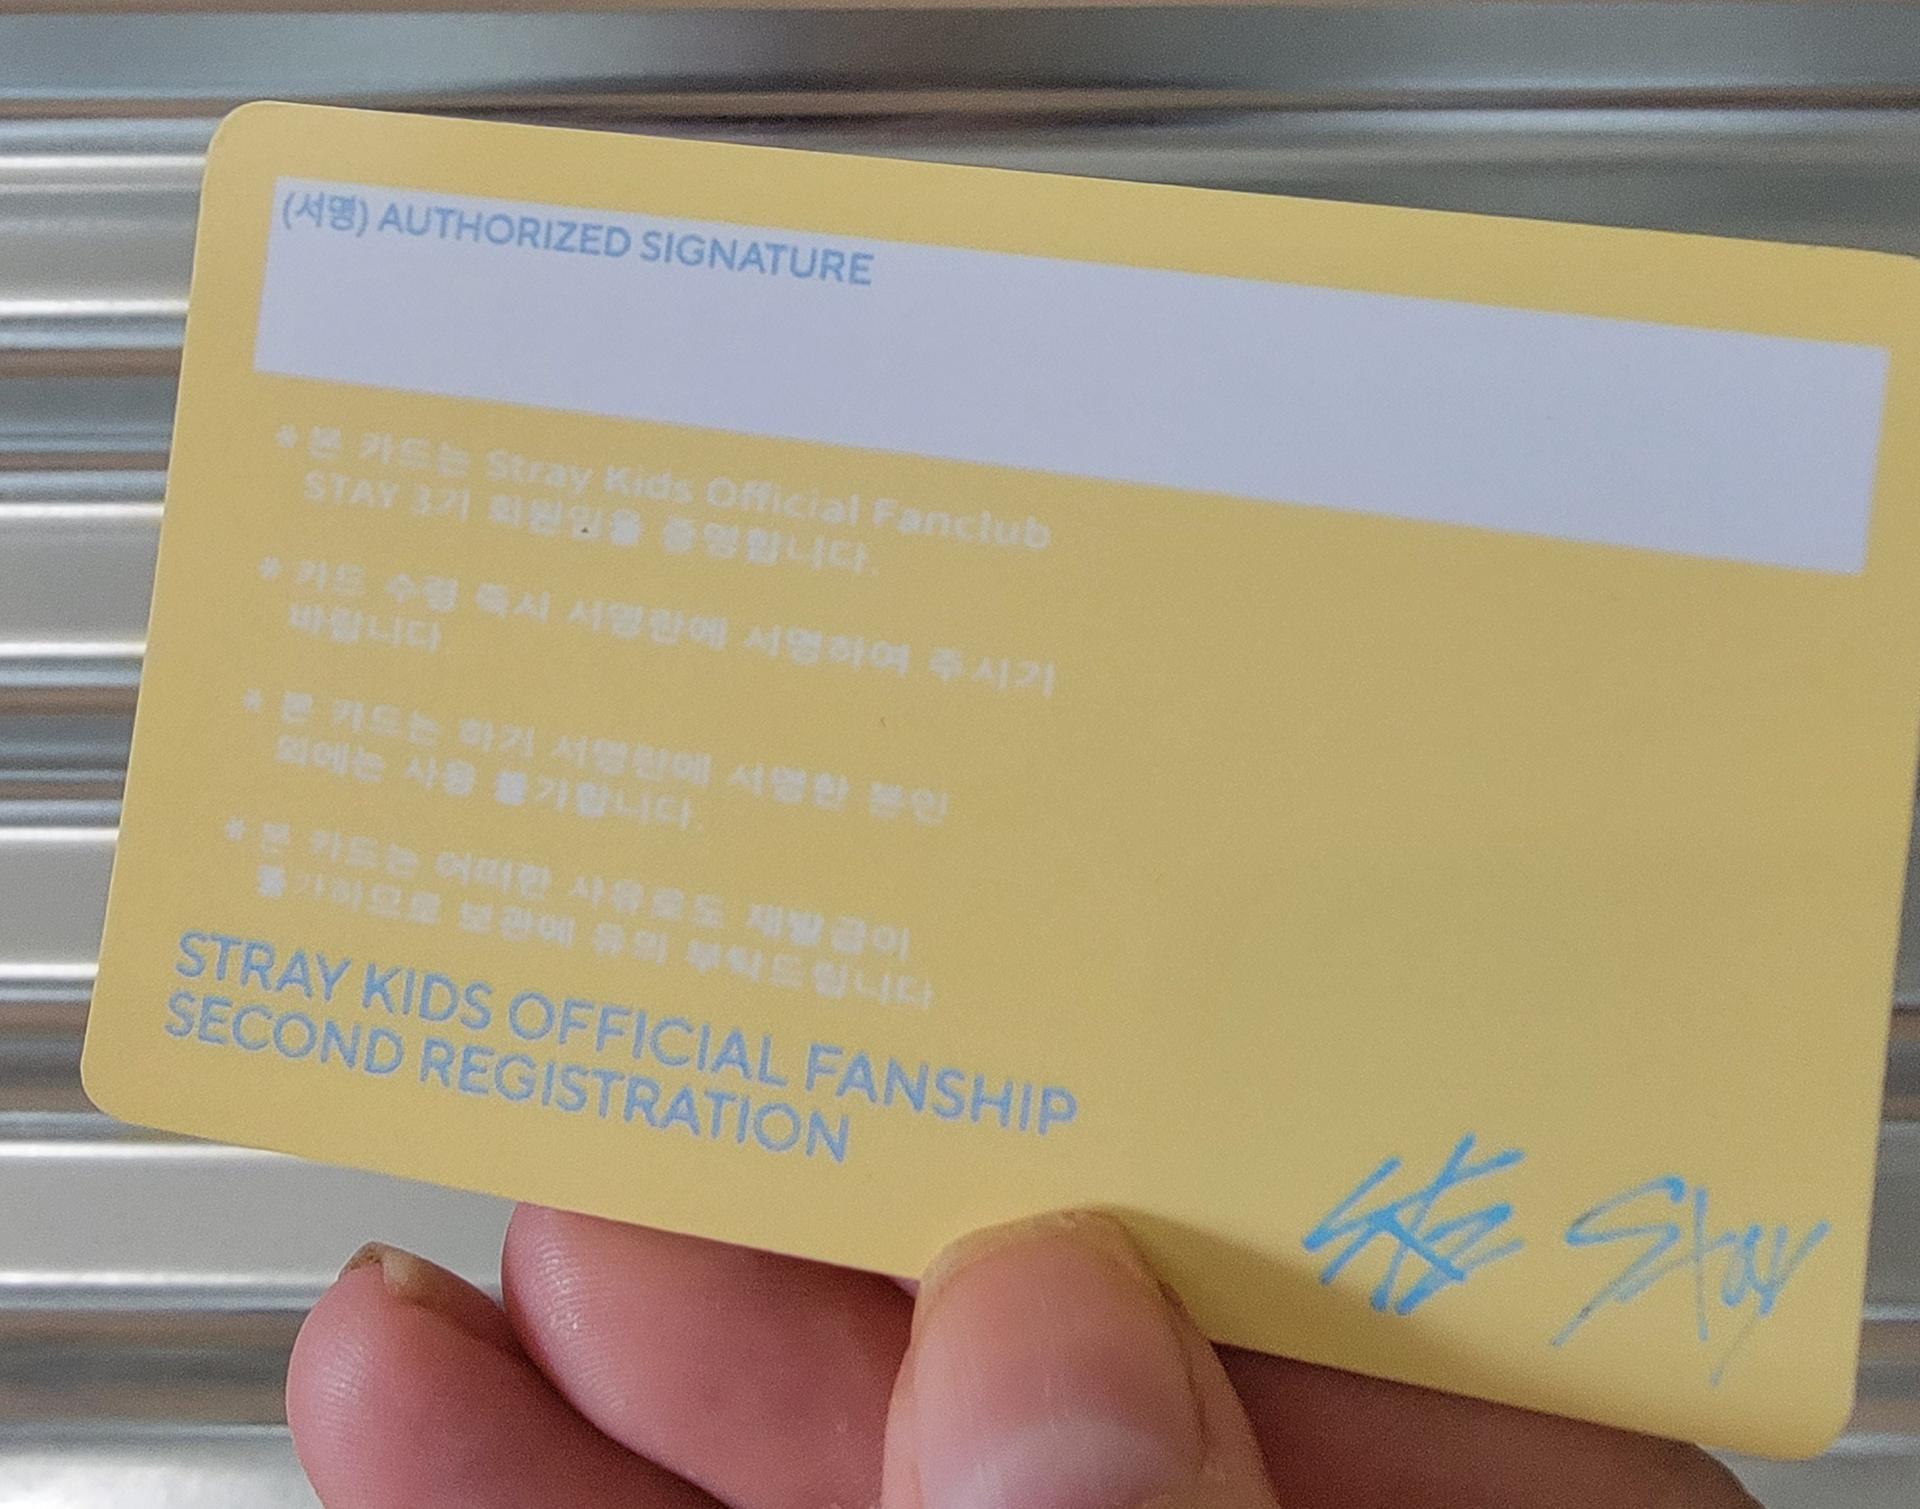 (서명) AUTHORIZED SIGNATURE
* 본 카드는 Stray Kids Official Fanclub
STAY 3기 회원임을 증명합니다.
* 카드 수령 즉시 서명란에 서명하여 주시기
바랍니다.
* 본 카드는 하기 서명란에 서명한 본인
외에는 사용 불가합니다.
* 본 카드는 어떠한 사유로도 재발급이
불가하므로 보관에 유의 부탁드립니다
STRAY KIDS OFFICIAL FANSHIP
SECOND REGISTRATION
Stay